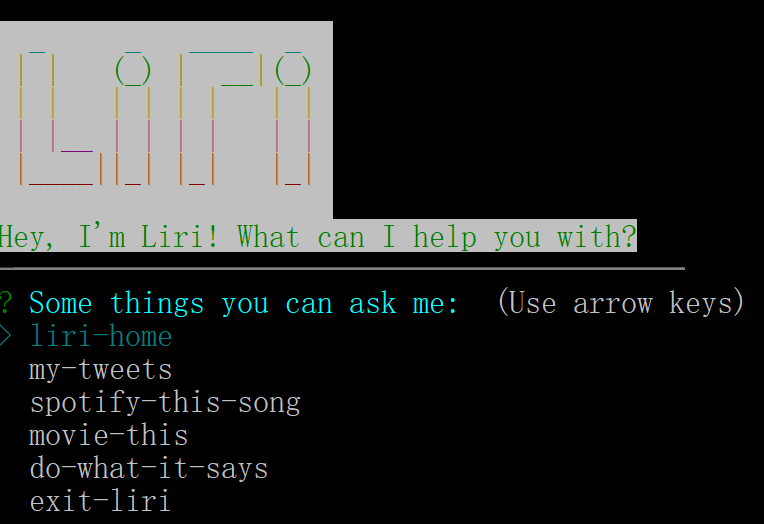 Liri
Hey, I'm Liri! What can I help you with?
? Some things you can ask me:  (Use arrow keys)
> liri-home
my-tweets
spotify-this-song
movie-this
do-what-it-says
exit-liri